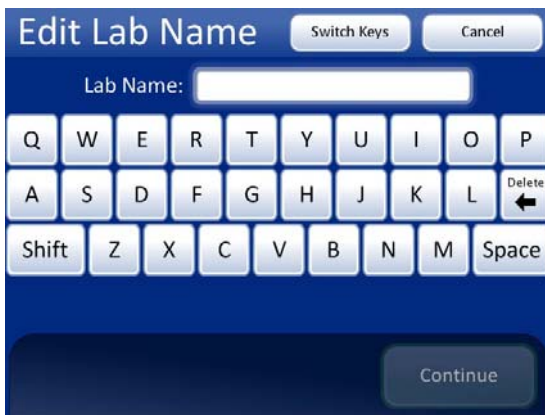 Edit Lab Name Switch Keys Cancel
Lab Name:
Q W E R T Y U I O P
A S D F G H J K L Delete
Shift Z X C V B N M Space
Continue